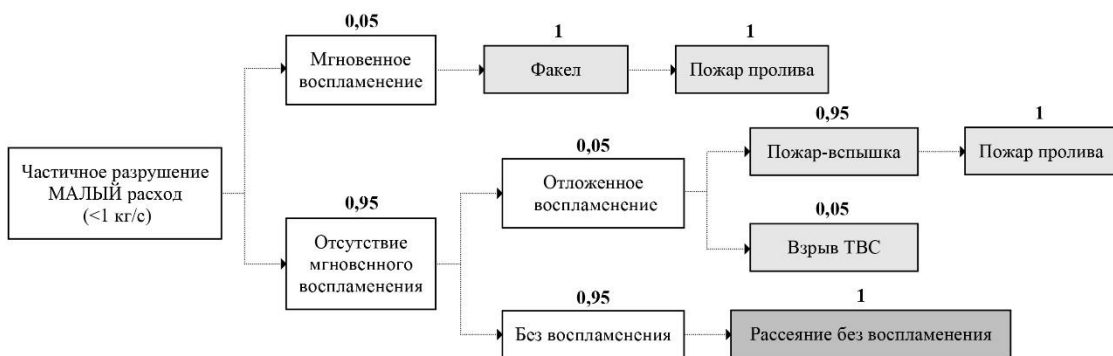 0,05
Мгновенное
воспламенение
1
Факел
1
Пожар пролива
Частичное разрушение
МАЛЫЙ расход
(<1 кг/с)
0,95
Отсутствие
мгновенного
воспламенения
0,05
Отложенное
воспламенение
0,95
Пожар-вспышка
1
Пожар пролива
0,05
Взрыв ТВС
0,95
Без воспламенения
1
Рассеяние без воспламенения